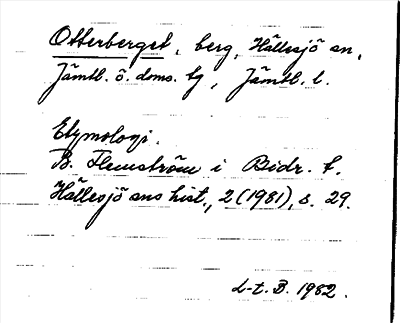 Otterberget, berg, Hällesjö sn,
Jämtl. ö. doms. tg, Jämtl. l.
Etymologi.
B. Flemström i Bidr. t.
Hällesjö sns hist., 2 (1981), s. 29.
L-t. B. 1982.